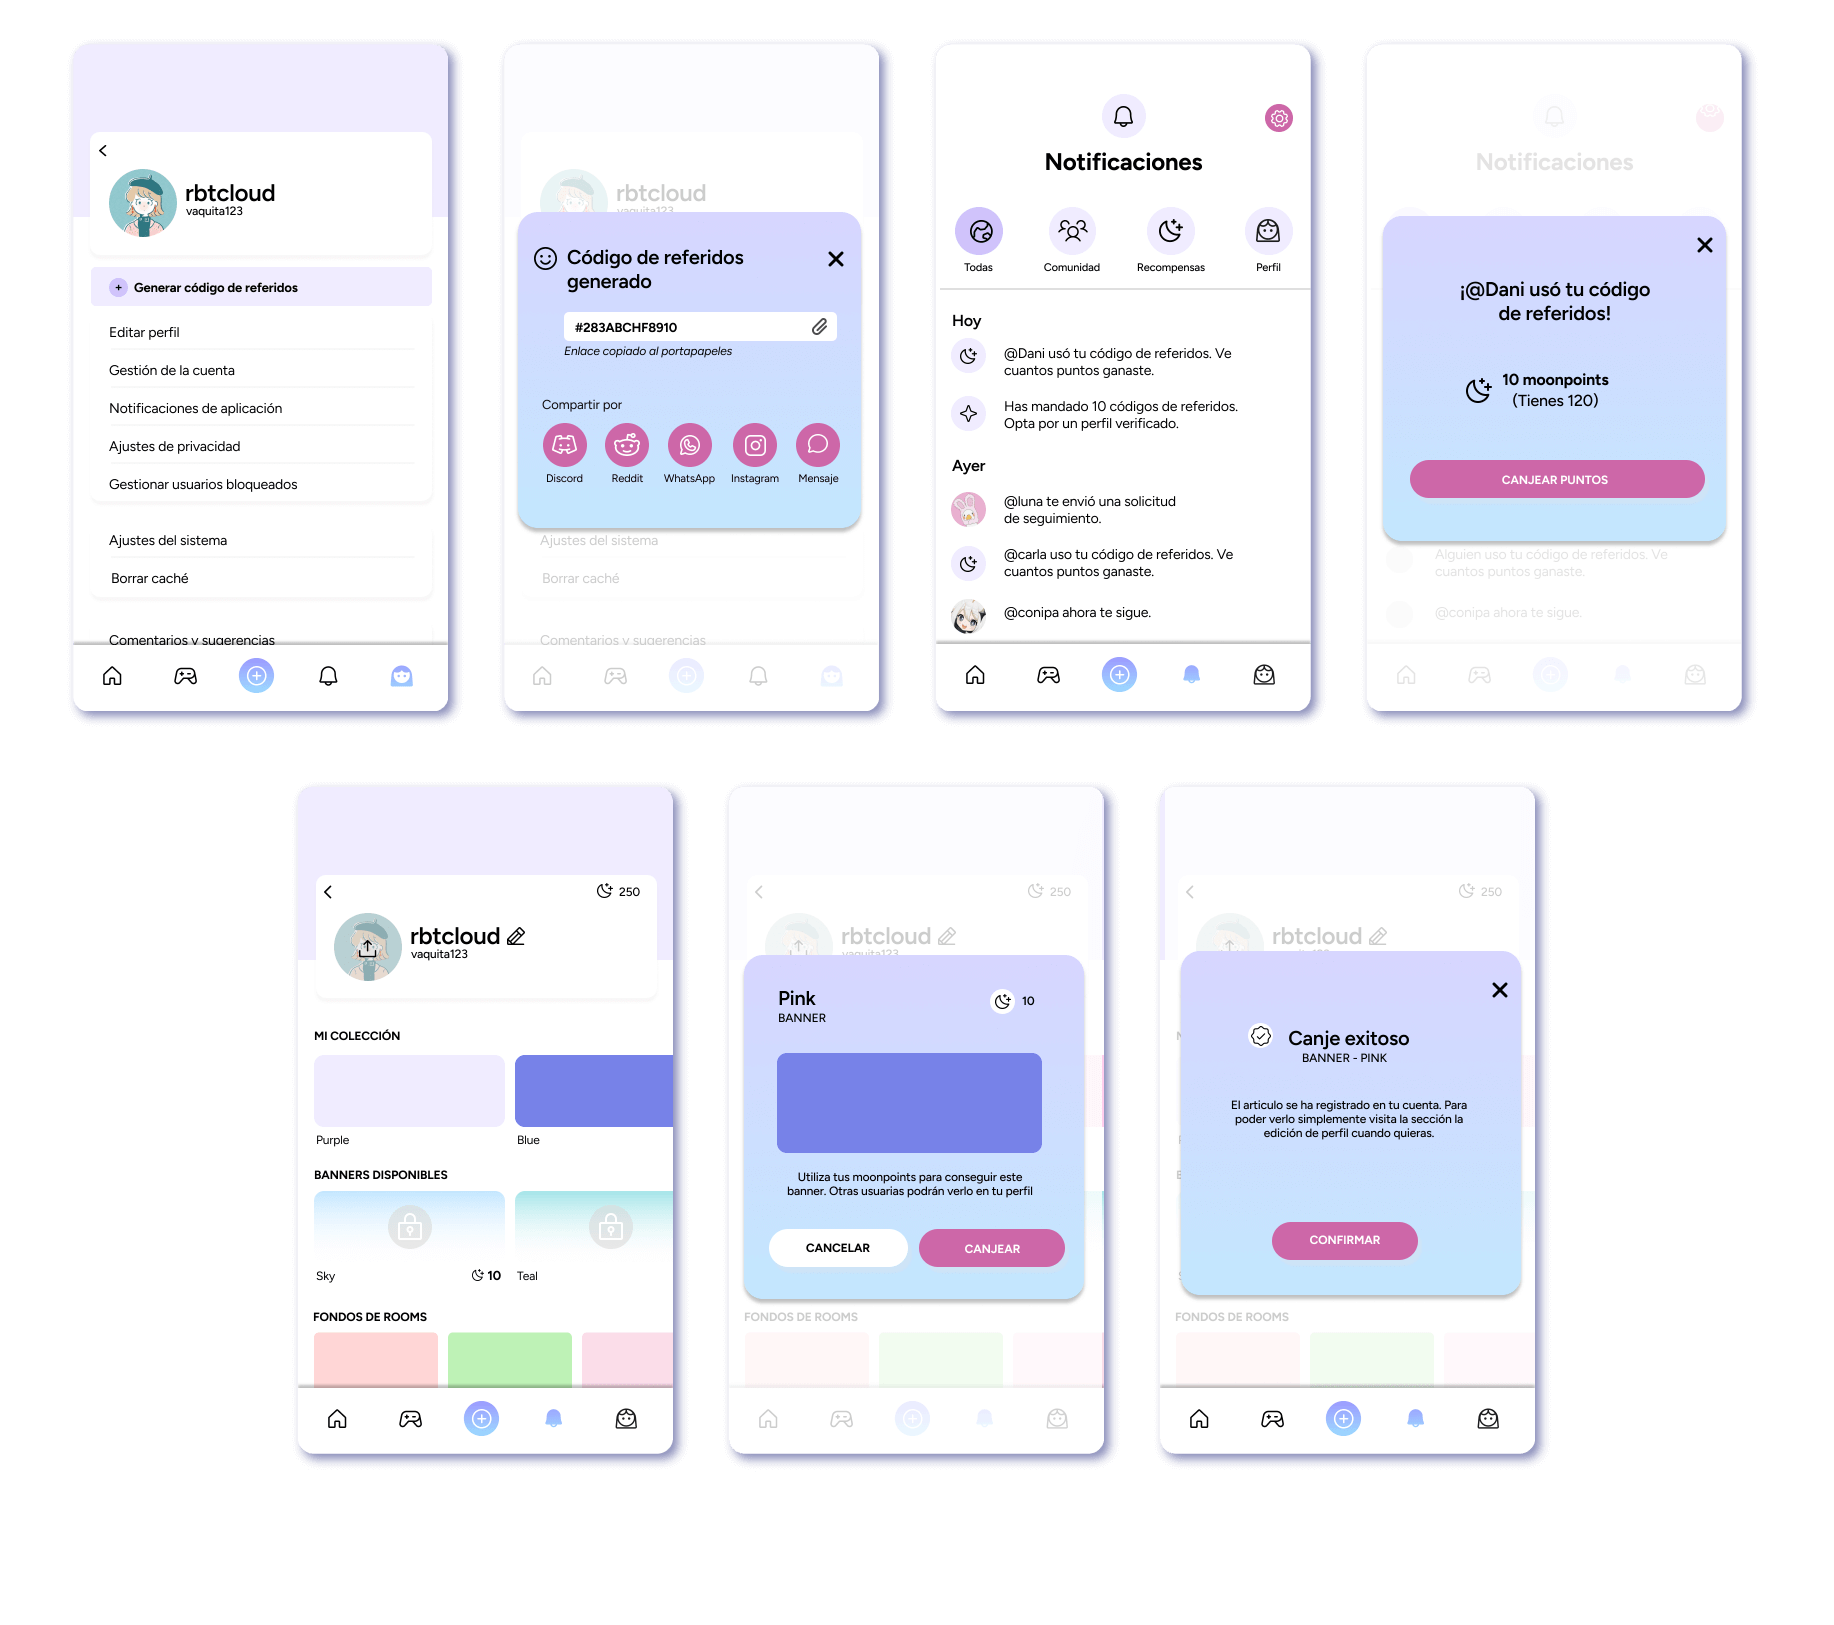 rbtcloud
vaquita123
Generar código de referidos
Editar perfil
Gestión de la cuenta
Notificaciones de aplicación
Ajustes de privacidad
Gestionar usuarios bloqueados
Ajustes del sistema
Borrar caché
Comentarios y sugerencias
rbtcloud
vaquita123
Código de referidos
generado
#283ABCHF8910
Enlace copiado al portapapeles
Compartir por
Discord
Reddit
WhatsApp
Instagram
Mensaje
Ajustes del sistema
Borrar caché
Comentarios y sugerencias
Notificaciones
Todas
Comunidad
Recompensas
Perfil
Hoy
@Dani usó tu código de referidos. Ve
cuantos puntos ganaste.
Has mandado 10 códigos de referidos.
Opta por un perfil verificado.
Ayer
@luna te envió una solicitud
de seguimiento.
@carla uso tu código de referidos. Ve
cuantos puntos ganaste.
@conipa ahora te sigue.
Notificaciones
¡@Dani usó tu código
de referidos!
10 moonpoints
(Tienes 120)
CANJEAR PUNTOS
Alguien uso tu código de referidos. Ve
cuantos puntos ganaste.
@conipa ahora te sigue.
250
rbtcloud
vaquita123
MI COLECCIÓN
Purple
Blue
BANNERS DISPONIBLES
Sky
10
Teal
FONDOS DE ROOMS
250
rbtcloud
vaquita123
Pink
BANNER
10
Utiliza tus moonpoints para conseguir este
banner. Otras usuarias podrán verlo en tu perfil
CANCELAR
CANJEAR
FONDOS DE ROOMS
250
rbtcloud
Canje exitoso
BANNER - PINK
El articulo se ha registrado en tu cuenta. Para
poder verlo simplemente visita la sección la
edición de perfil cuando quieras.
CONFIRMAR
FONDOS DE ROOMS